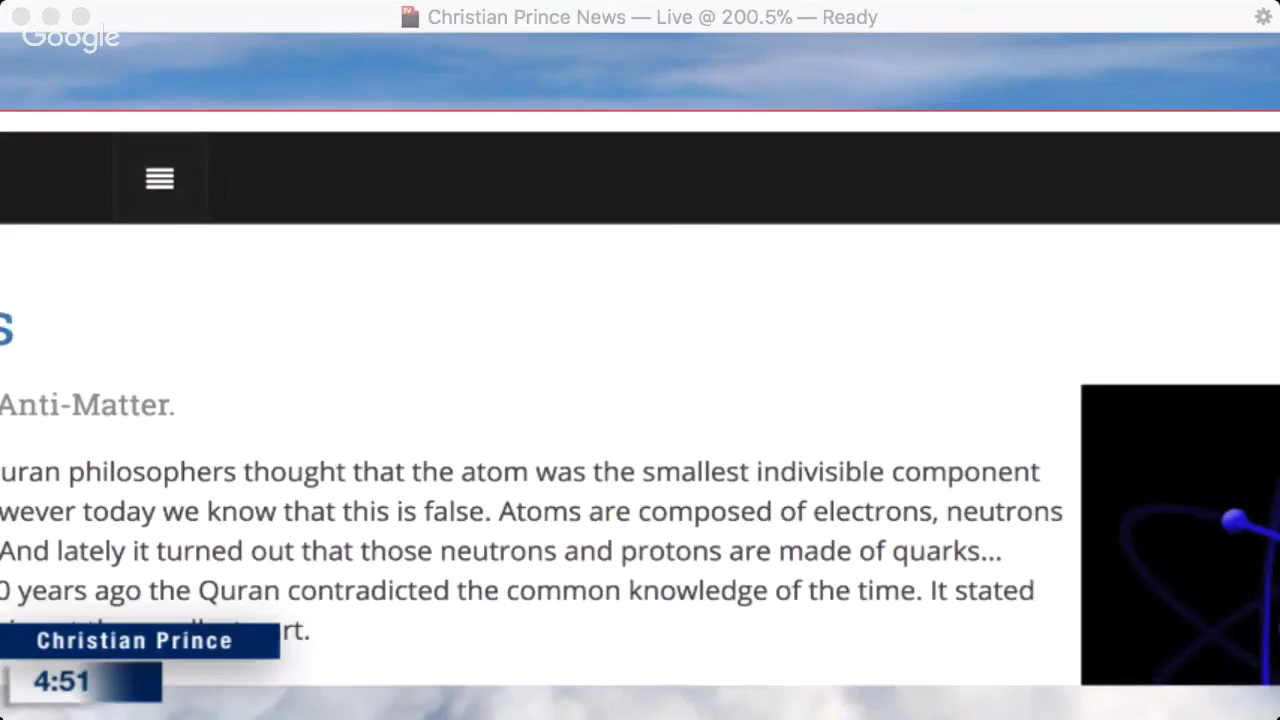 Christian Prince News — Live @ 200.5% — Ready
Google
s
Anti-Matter.
uran philosophers thought that the atom was the smallest indivisible component
wever today we know that this is false. Atoms are composed of electrons, neutrons
And lately it turned out that those neutrons and protons are made of quarks...
0 years ago the Quran contradicted the common knowledge of the time. It stated
rt.
Christian Prince
4:51